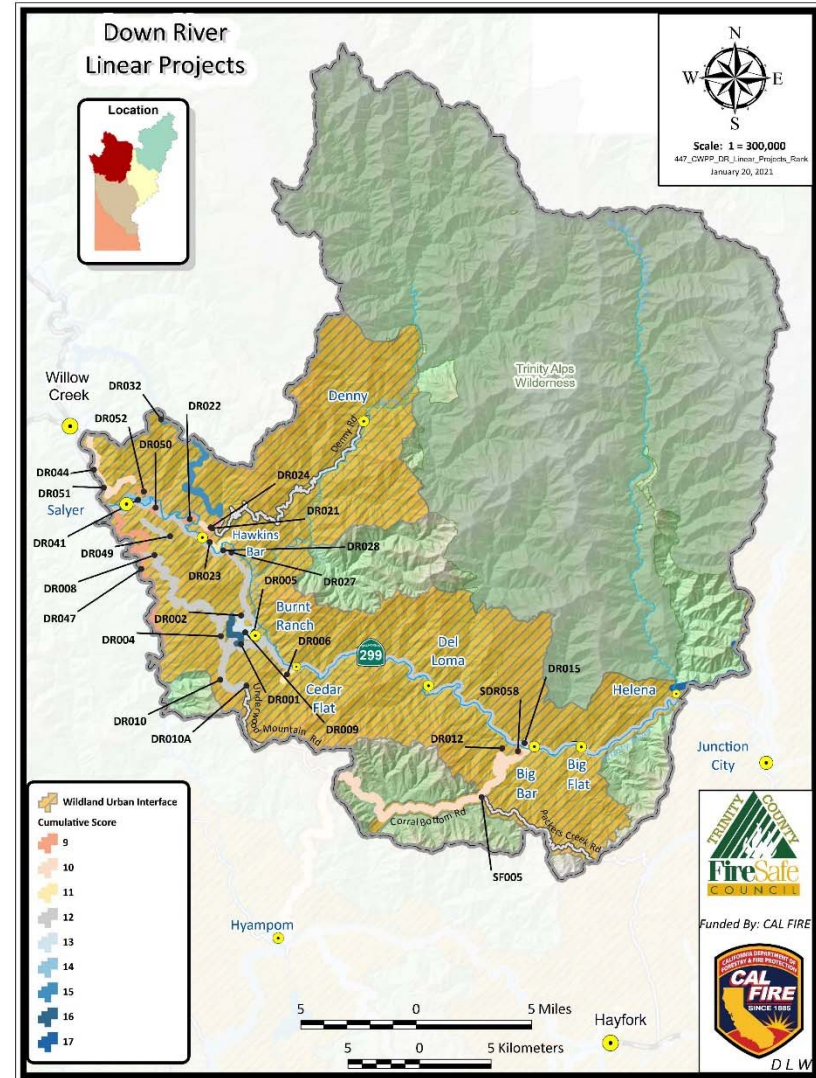 Down River
Linear Projects
Location
N
W
E
S
Scale: 1 = 300,000
447_CWPP_DR_Linear_Projects_Rank
January 20, 2021
Willow
Creek
DR032
DR052
DR022
DR050
Denny
Trinity Alps
Wilderness
Denny Rd
DR044
DR024
DR051
DR021
Salyer
DR041
Hawkins
Bar
DR028
DR049
DR023
DR027
DR008
DR005
DR047
DR002
Burnt
Ranch
DR006
Del
Loma
DR004
299
DR015
Helena
SDR058
Cedar
Flat
DR001
DR010
DR009
DR012
DR010A
Underwood
Mountain Rd
Big
Bar
Big
Flat
Junction
City
Corral Bottom Rd
Packers Creek Rd
SF005
Wildland Urban Interface
Cumulative Score
9
10
11
12
13
14
15
16
17
Hyampom
5 0 5 Miles
5 0 5 Kilometers
Hayfork
TRINITY COUNTY
FireSafe
COUNCIL
Funded By: CAL FIRE
CALIFORNIA DEPARTMENT OF
FORESTRY & FIRE PROTECTION
CAL
FIRE
SINCE 1885
D L W